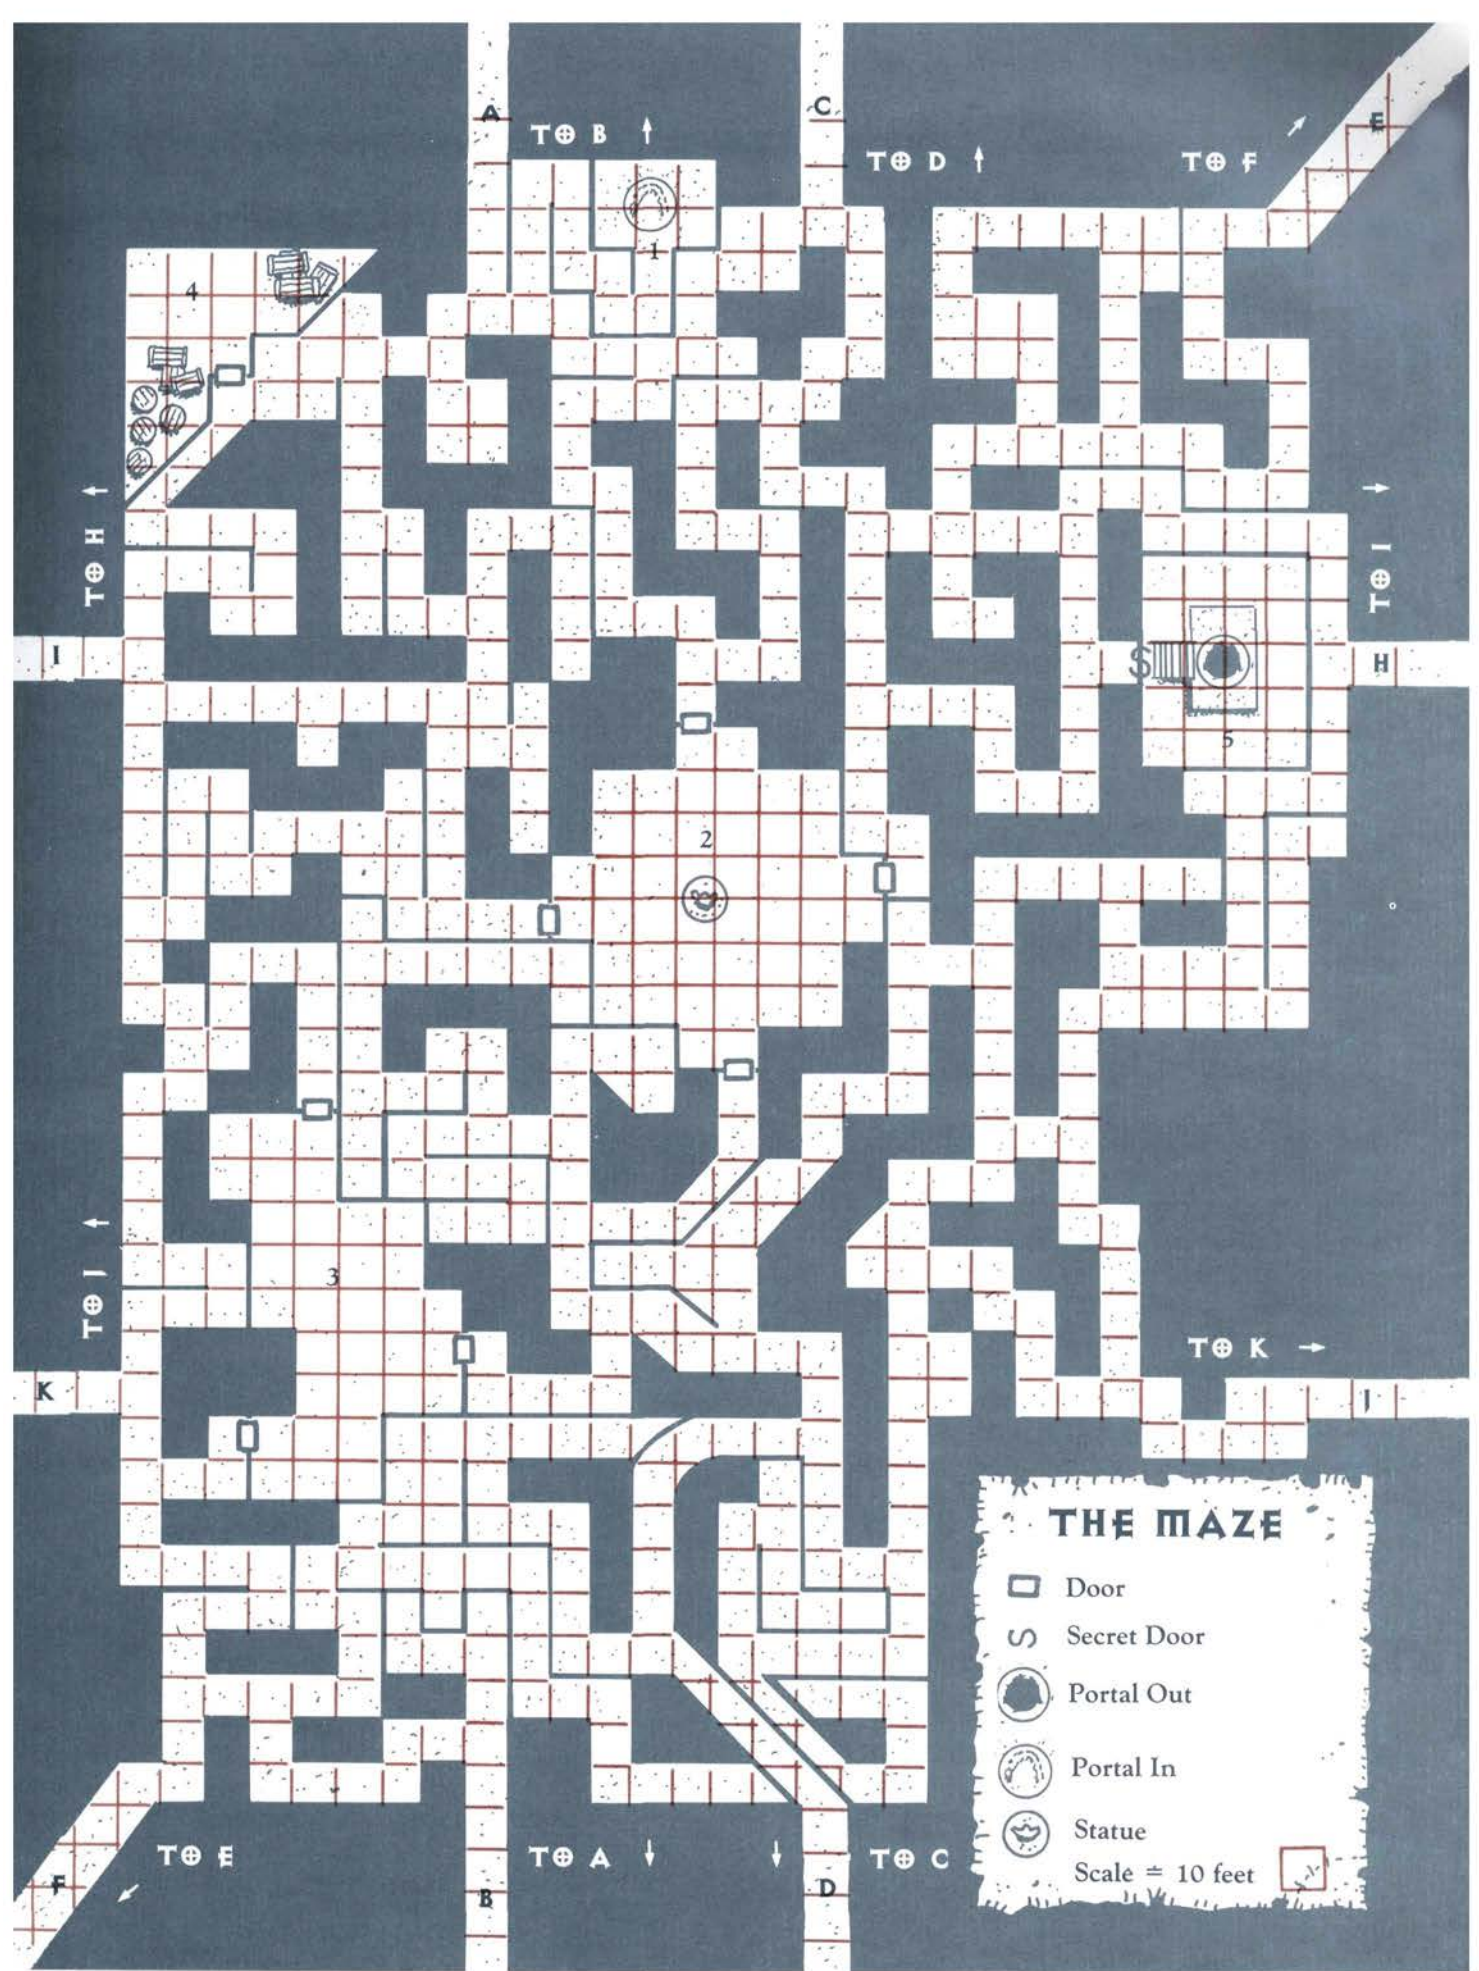 A
C
E
TO B ↑
TO D ↑
TO F
1
4
TO H
TO I
I
S
H
5
2
TO J
3
TO K →
K
J
THE MAZE
Door
S Secret Door
Portal Out
Portal In
Statue
Scale = 10 feet
TO E
TO A ↓
↓ TO C
F
B
D